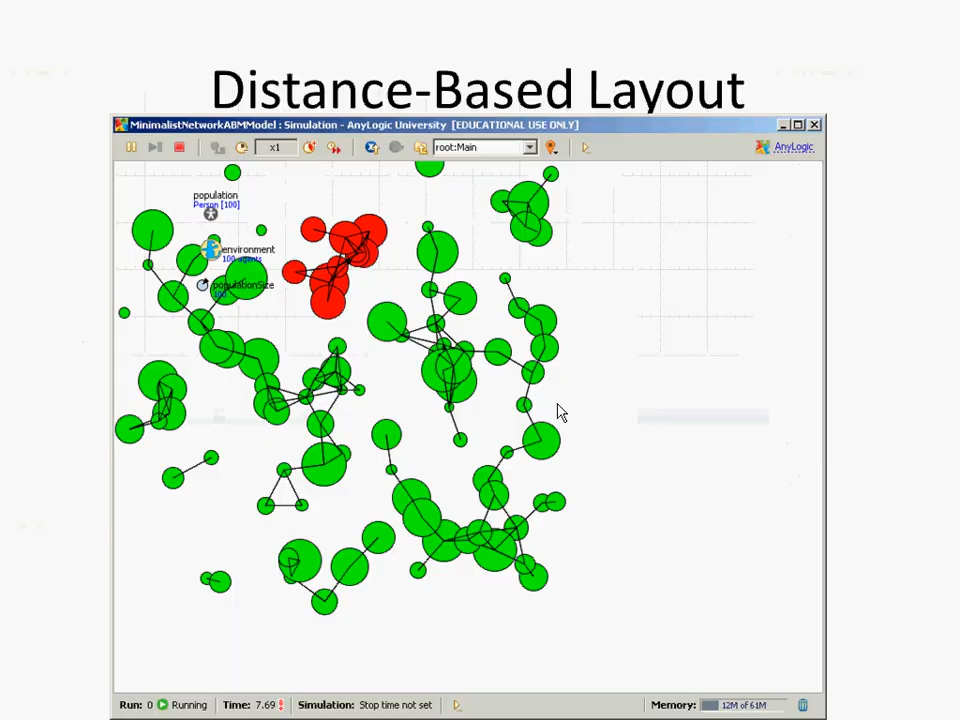 Distance-Based Layout
MinimalistNetworkABMModel : Simulation - AnyLogic University [EDUCATIONAL USE ONLY]
x1
root:Main
AnyLogic
population
Person [100]
environment
100 agents
populationSize
100
Run: 0 Running Time: 7.69 Simulation: Stop time not set Memory: 12M of 61M